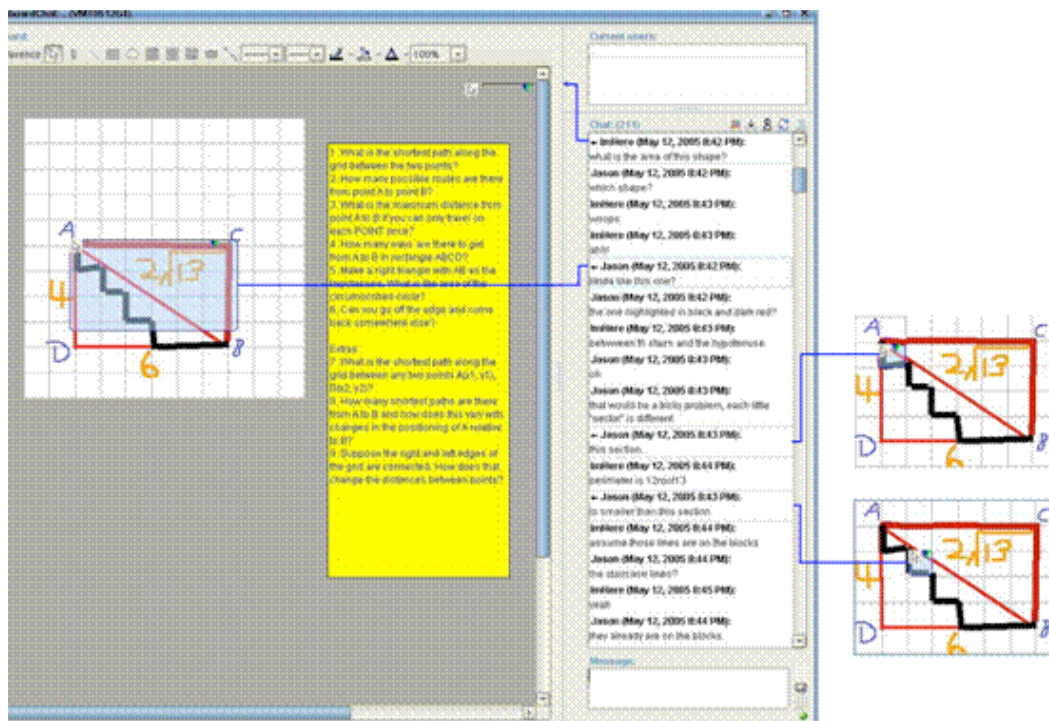 boardChat: .. (VMT051264)
Current users:
100%
Chat: (211)
ImHere (May 12, 2005 8:42 PM):
what is the area of this shape?
Jason (May 12, 2005 8:42 PM):
which shape?
ImHere (May 12, 2005 8:43 PM):
woops
ImHere (May 12, 2005 8:43 PM):
ahh!
Jason (May 12, 2005 8:42 PM):
kinda like this one?
Jason (May 12, 2005 8:42 PM):
the one highlighted in black and dark red?
ImHere (May 12, 2005 8:43 PM):
between th stairs and the hypotenuse
Jason (May 12, 2005 8:43 PM):
oh
Jason (May 12, 2005 8:43 PM):
that would be a tricky problem, each little
"sector" is different
Jason (May 12, 2005 8:43 PM):
this section
ImHere (May 12, 2005 8:44 PM):
perimeter is 12root13
Jason (May 12, 2005 8:43 PM):
is smaller than this section
ImHere (May 12, 2005 8:44 PM):
assume those lines are on the blocks
Jason (May 12, 2005 8:44 PM):
the staircase lines?
ImHere (May 12, 2005 8:45 PM):
yeah
Jason (May 12, 2005 8:44 PM):
they already are on the blocks.
Message:
1. What is the shortest path along the
grid between the two points?
2. How many possible routes are there
from point A to point B?
3. What is the maximum distance from
point A to B if you can only travel on
each POINT once?
4. How many ways are there to get
from A to B in rectangle ABCD?
5. Make a right triangle with AB as the
hypotenuse. What is the area of the
circumscribed circle?
6. Can you go off the edge and come
back somewhere else?
Extras
7. What is the shortest path along the
grid between any two points A(x1, y1),
B(x2, y2)?
8. How many shortest paths are there
from A to B and how does this vary with
changes in the positioning of A relative
to B?
9. Suppose the right and left edges of
the grid are connected. How does that
change the distances between points?
A
C
2√13
4
D
6
B
A
C
2√13
4
D
6
B
A
C
2√13
4
D
6
B